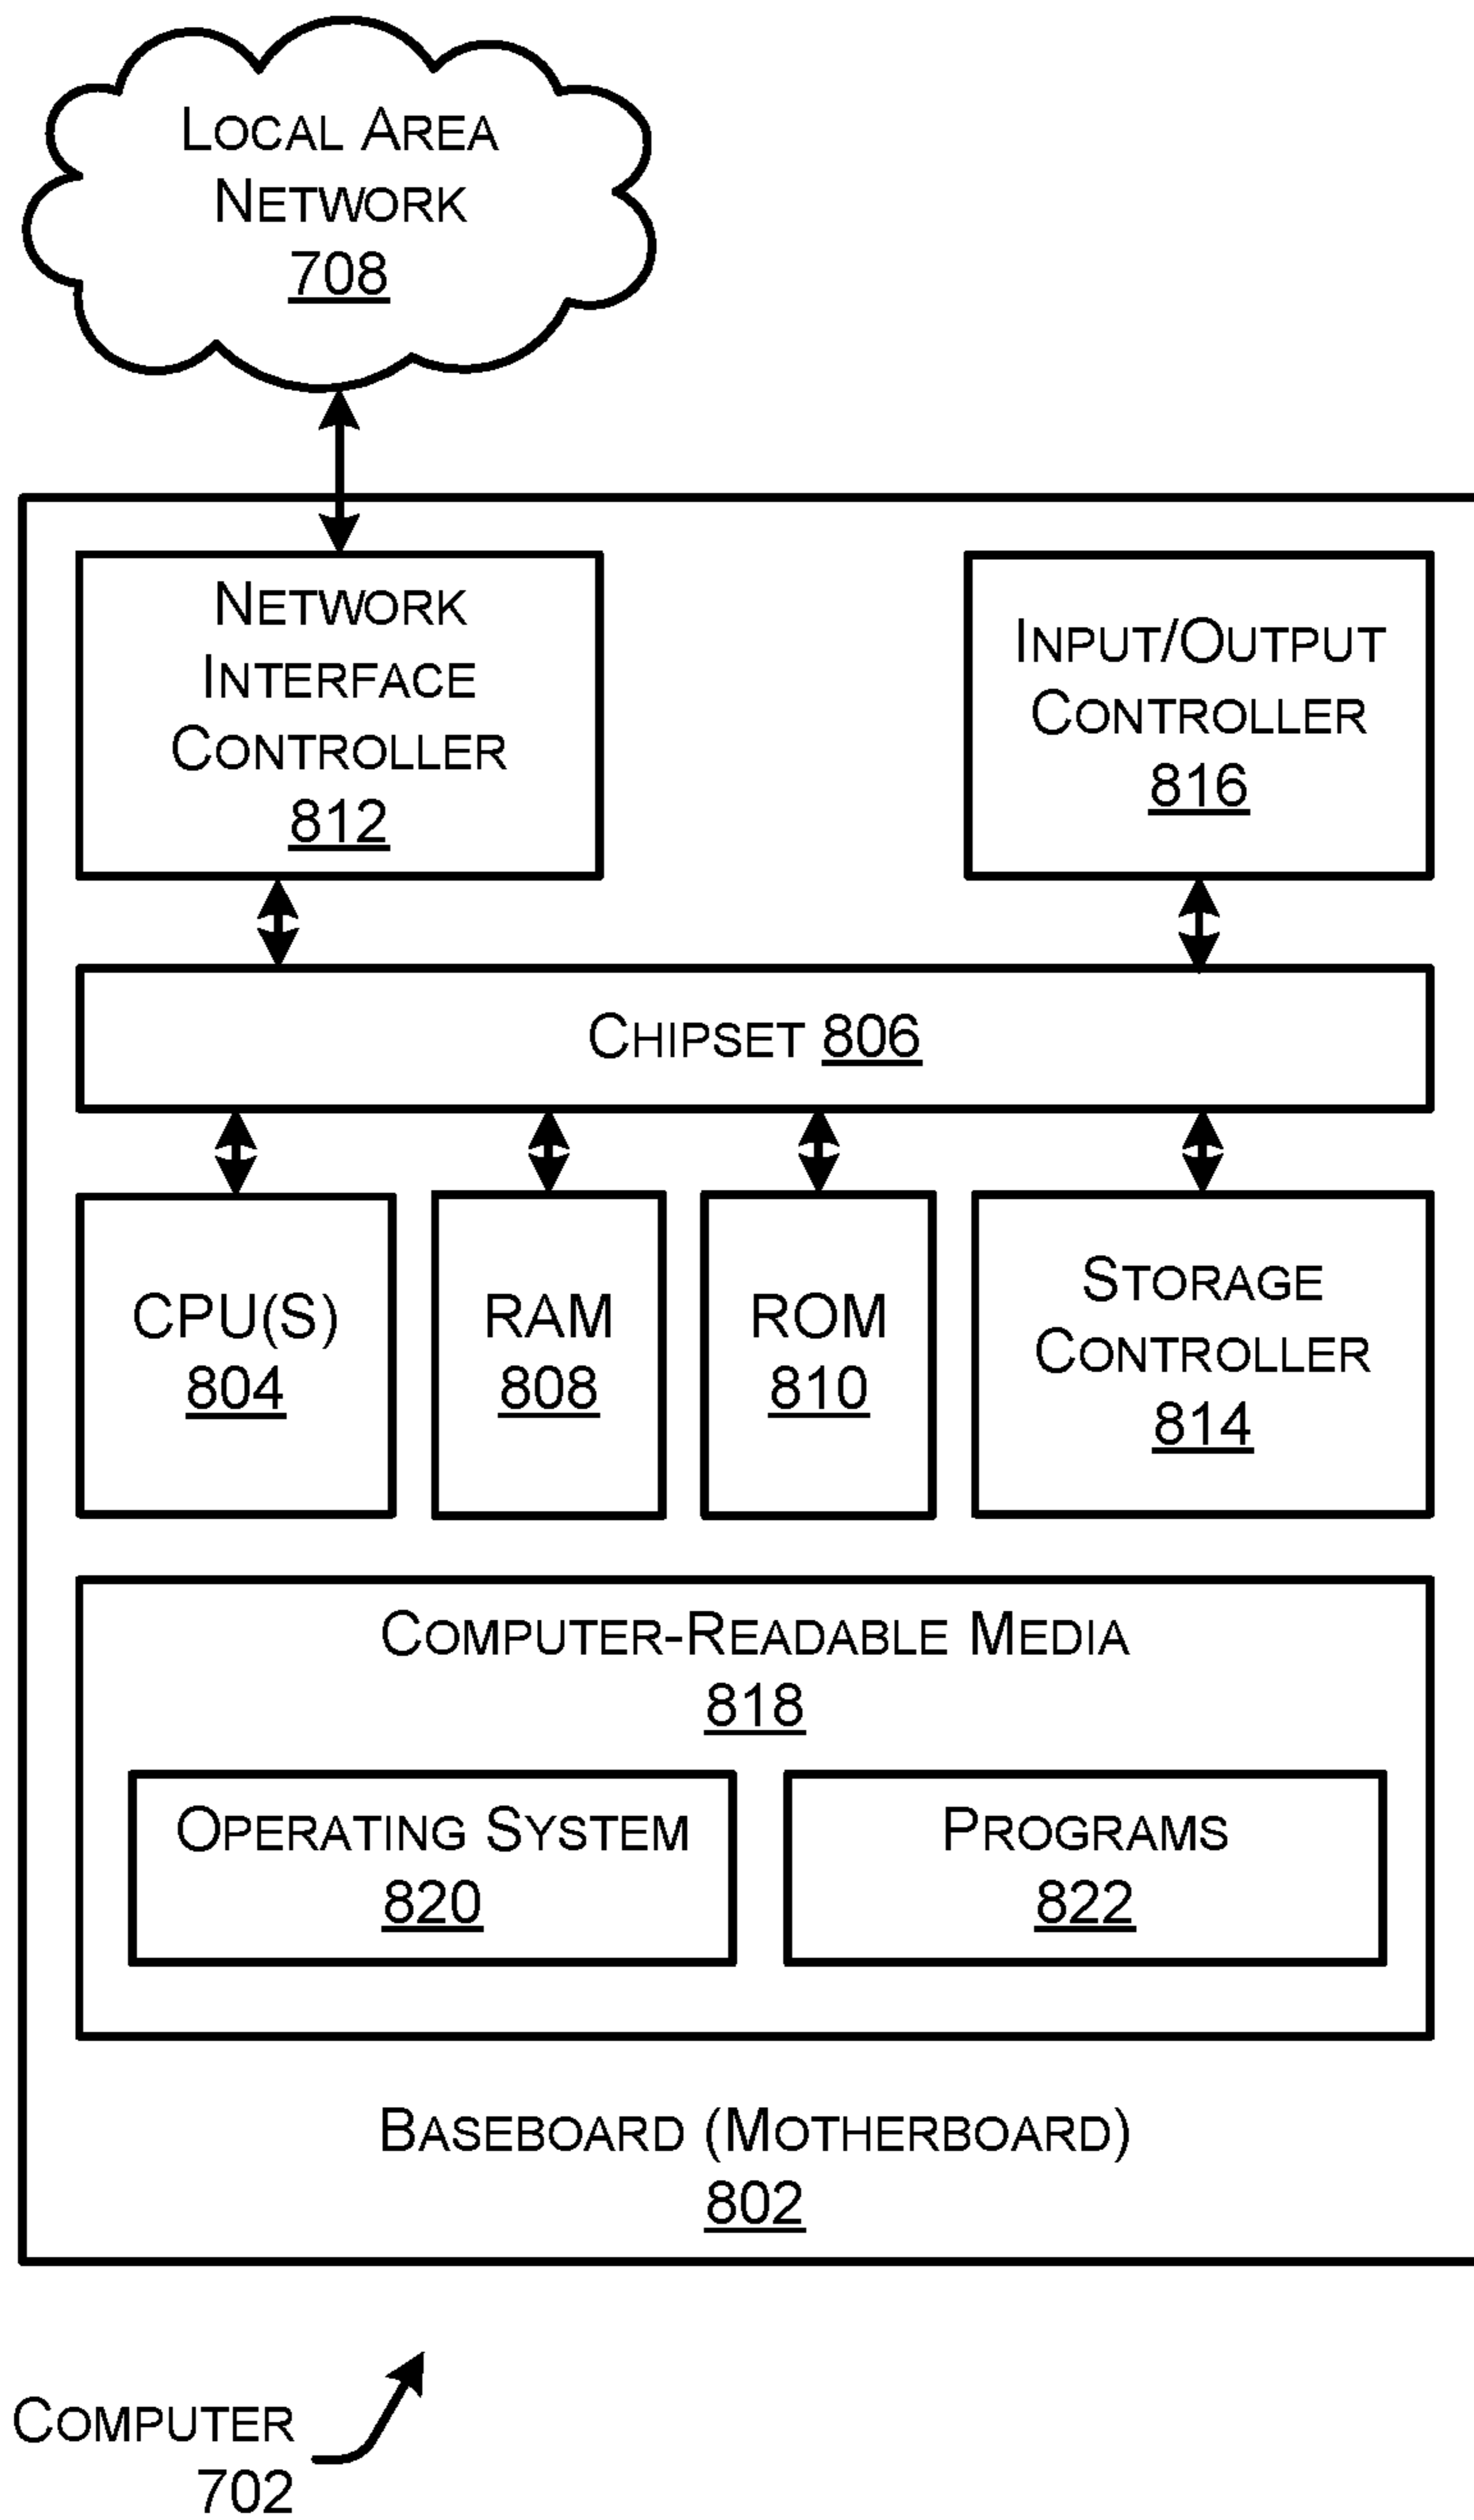 LOCAL AREA
NETWORK
708
NETWORK
INTERFACE
CONTROLLER
812
INPUT/OUTPUT
CONTROLLER
816
CHIPSET 806
CPU(S)
804
RAM
808
ROM
810
STORAGE
CONTROLLER
814
COMPUTER-READABLE MEDIA
818
OPERATING SYSTEM
820
PROGRAMS
822
BASEBOARD (MOTHERBOARD)
802
COMPUTER
702